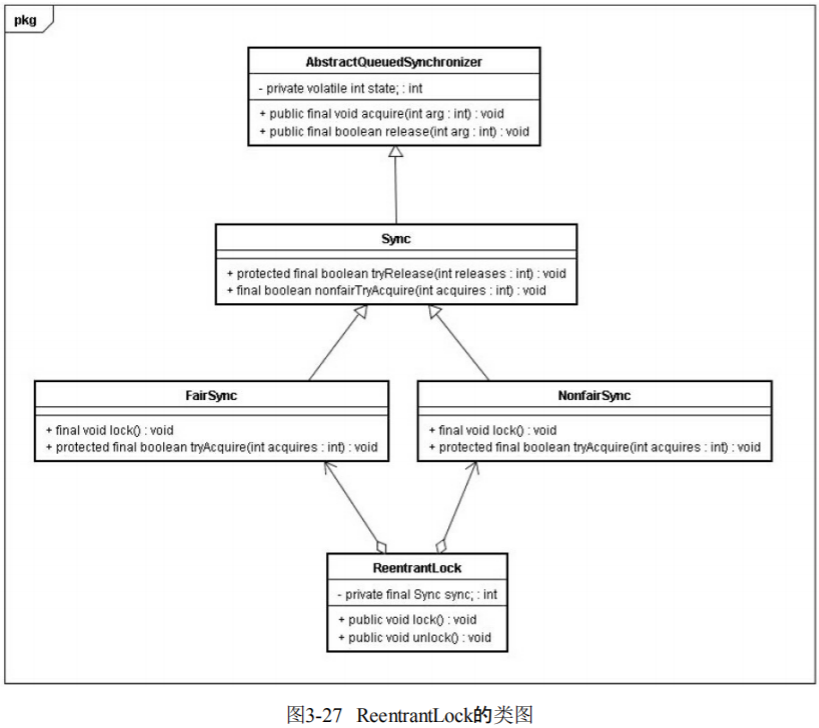 pkg
AbstractQueuedSynchronizer
- private volatile int state; : int
+ public final void acquire(int arg : int) : void
+ public final boolean release(int arg : int) : void
Sync
+ protected final boolean tryRelease(int releases : int) : void
+ final boolean nonfairTryAcquire(int acquires : int) : void
FairSync
+ final void lock() : void
+ protected final boolean tryAcquire(int acquires : int) : void
NonfairSync
+ final void lock() : void
+ protected final boolean tryAcquire(int acquires : int) : void
ReentrantLock
- private final Sync sync; : int
+ public void lock() : void
+ public void unlock() : void
图3-27 ReentrantLock的类图